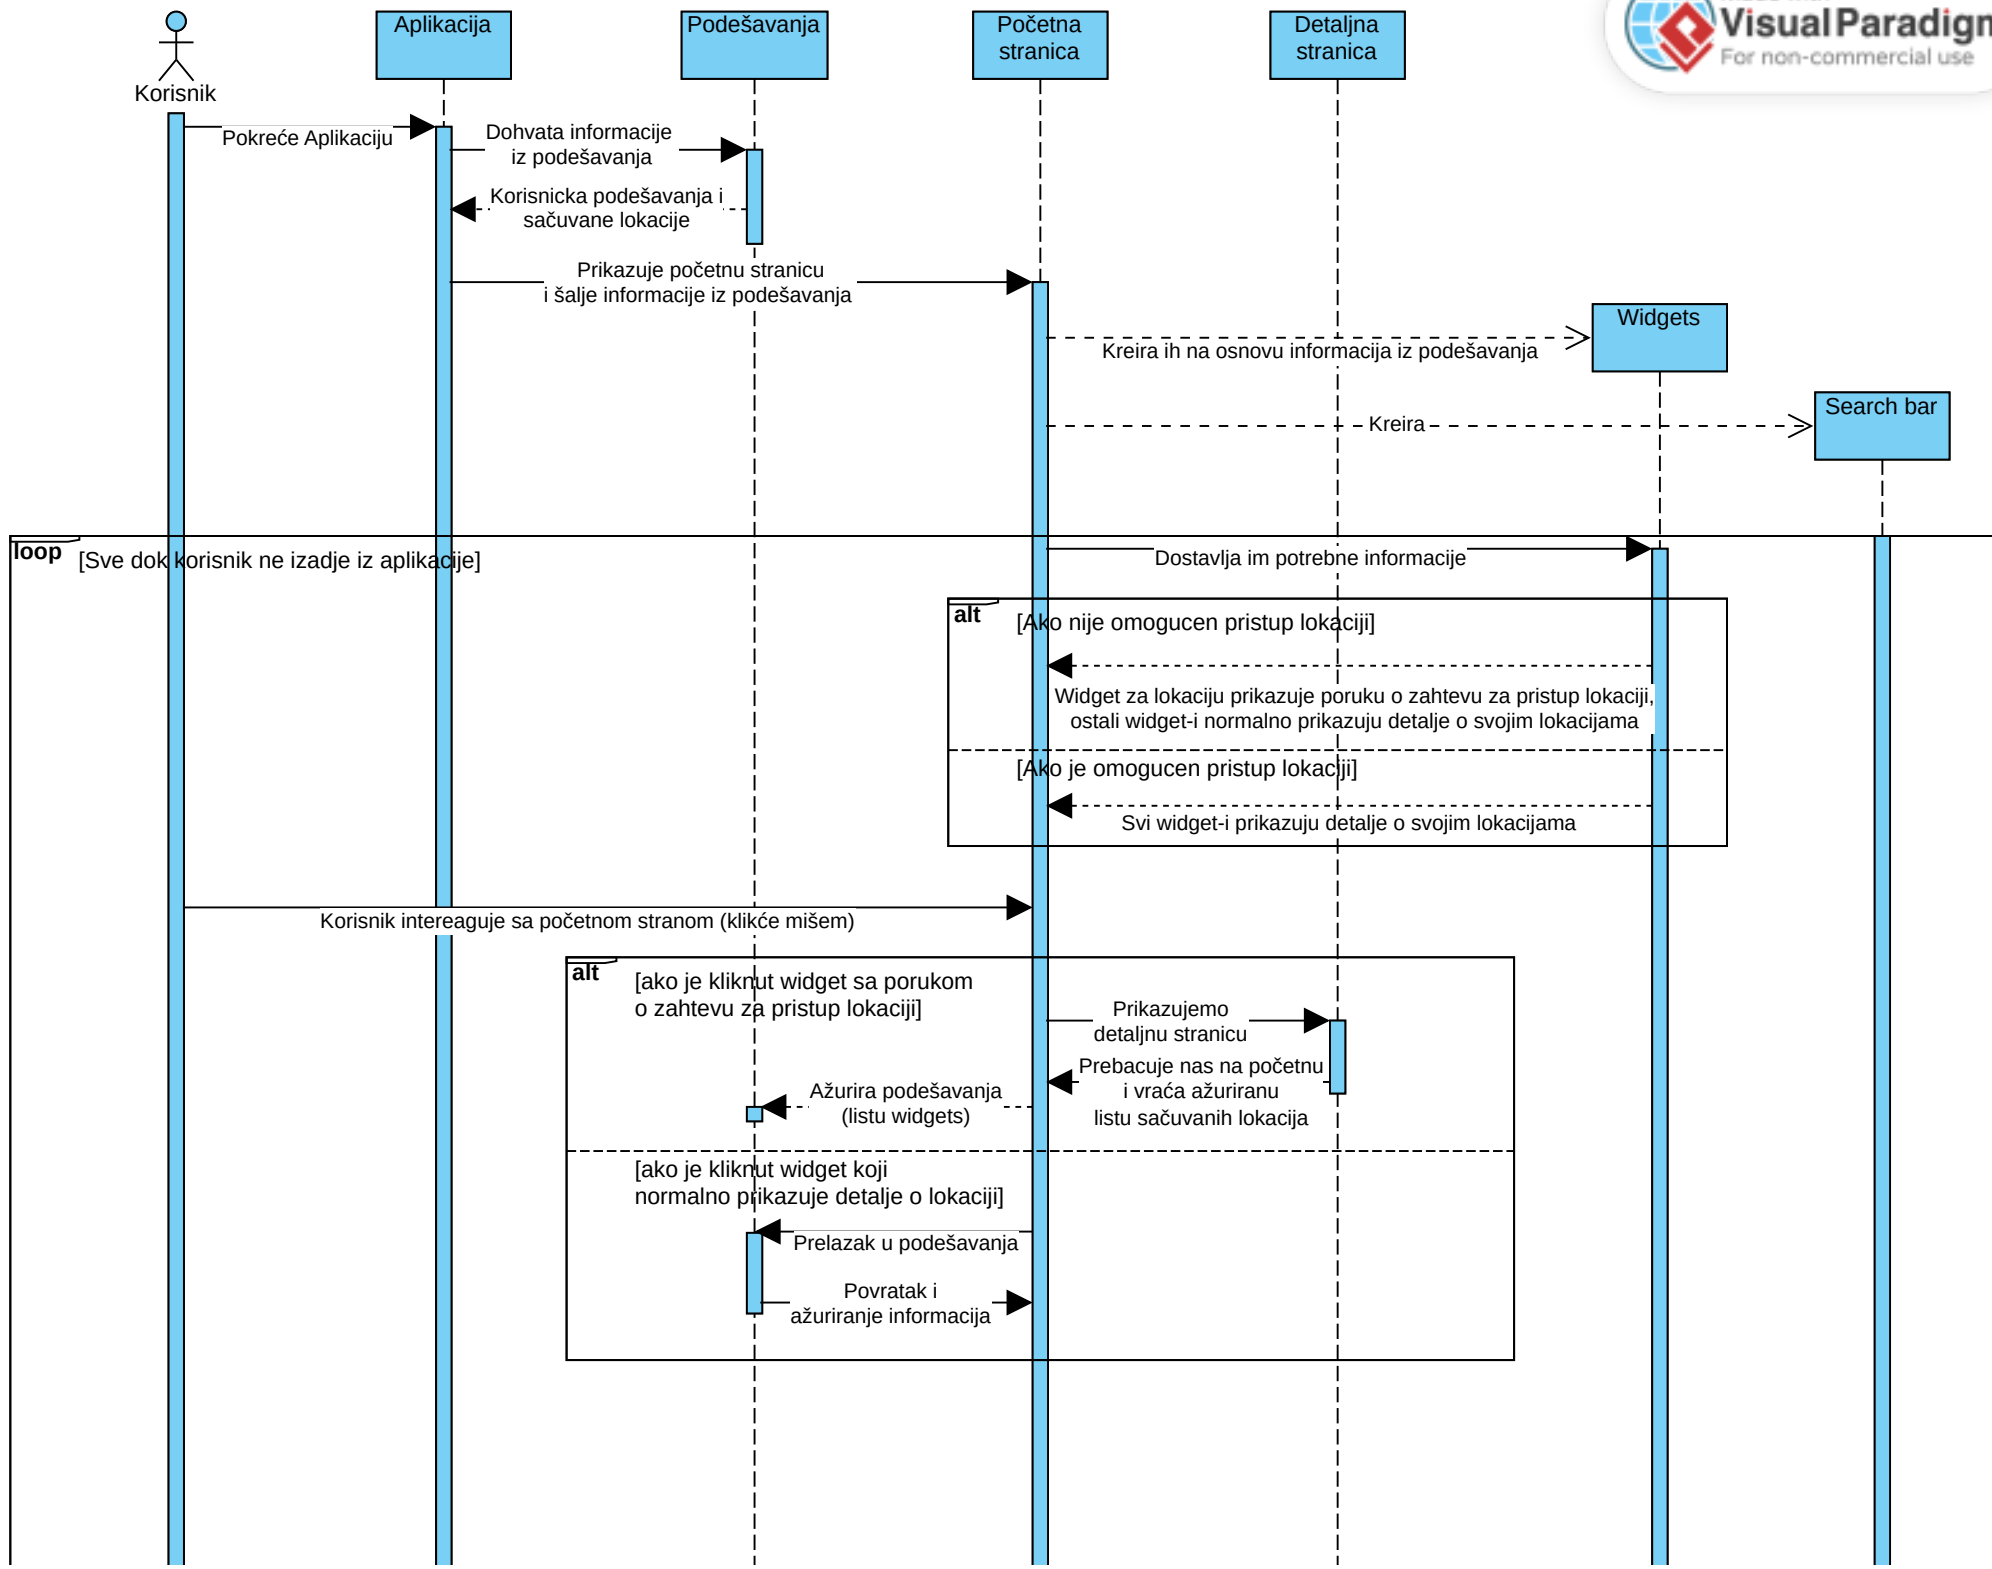 Aplikacija
Podešavanja
Početna
stranica
Detaljna
stranica
VisualParadigm
For non-commercial use
Korisnik
Pokreće Aplikaciju
Dohvata informacije
iz podešavanja
Korisnicka podešavanja i
sačuvane lokacije
Prikazuje početnu stranicu
i šalje informacije iz podešavanja
Widgets
Kreira ih na osnovu informacija iz podešavanja
Search bar
Kreira
loop
[Sve dok korisnik ne izadje iz aplikacije]
Dostavlja im potrebne informacije
alt
[Ako nije omogucen pristup lokaciji]
Widget za lokaciju prikazuje poruku o zahtevu za pristup lokaciji,
ostali widget-i normalno prikazuju detalje o svojim lokacijama
[Ako je omogucen pristup lokaciji]
Svi widget-i prikazuju detalje o svojim lokacijama
Korisnik intereaguje sa početnom stranom (klikće mišem)
alt
[ako je kliknut widget sa porukom
o zahtevu za pristup lokaciji]
Prikazujemo
detaljnu stranicu
Prebacuje nas na početnu
i vraća ažuriranu
listu sačuvanih lokacija
Ažurira podešavanja
(listu widgets)
[ako je kliknut widget koji
normalno prikazuje detalje o lokaciji]
Prelazak u podešavanja
Povratak i
ažuriranje informacija